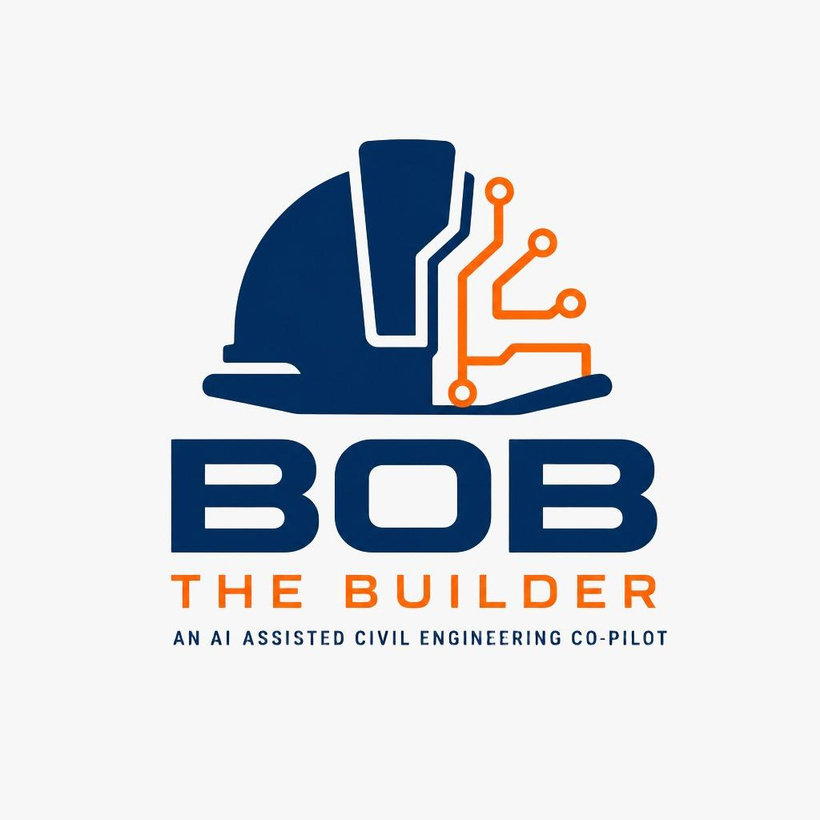 BOB
THE BUILDER
AN AI ASSISTED CIVIL ENGINEERING CO-PILOT